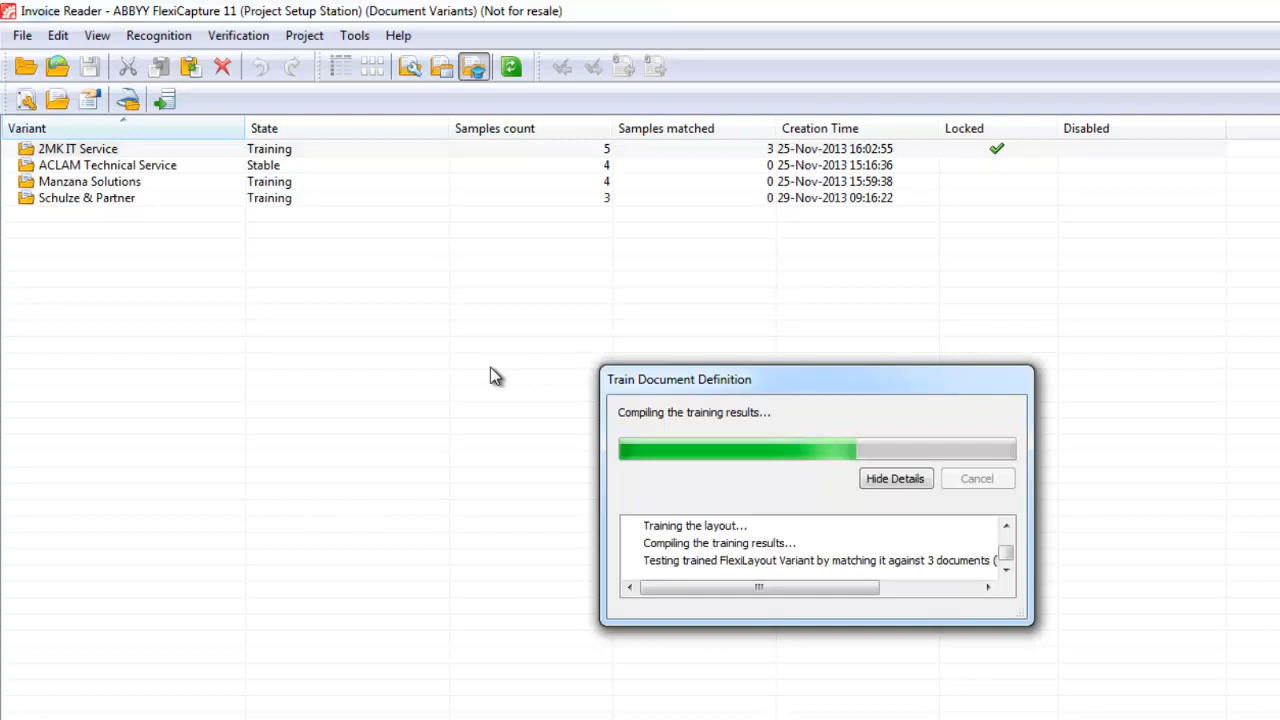 Invoice Reader - ABBYY FlexiCapture 11 (Project Setup Station) (Document Variants) (Not for resale)
File Edit View Recognition Verification Project Tools Help
Variant State Samples count Samples matched Creation Time Locked Disabled
2MK IT Service Training 5 3 25-Nov-2013 16:02:55
ACLAM Technical Service Stable 4 0 25-Nov-2013 15:16:36
Manzana Solutions Training 4 0 25-Nov-2013 15:59:38
Schulze & Partner Training 3 0 29-Nov-2013 09:16:22
Train Document Definition
Compiling the training results...
Hide Details Cancel
Training the layout...
Compiling the training results...
Testing trained FlexiLayout Variant by matching it against 3 documents (